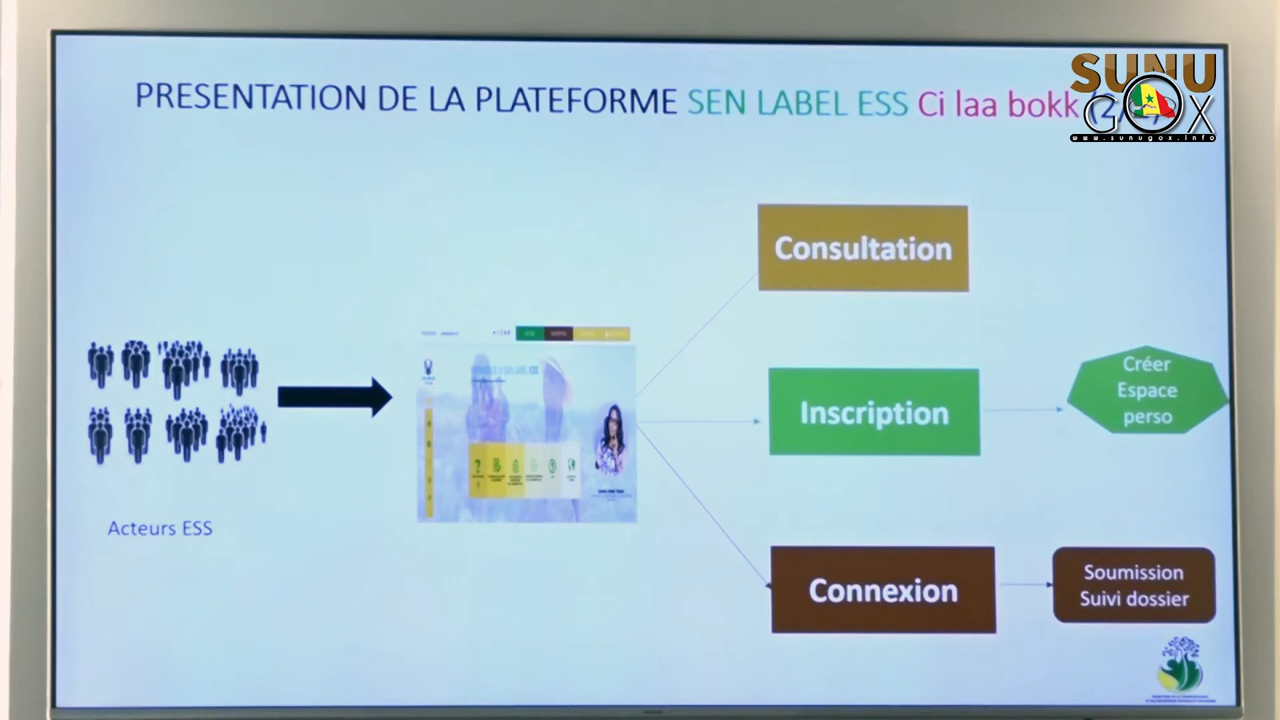 PRESENTATION DE LA PLATEFORME SEN LABEL ESS Ci laa bokk
SUNU
GOX
www.sunugox.info
Consultation
Inscription
Créer
Espace
perso
Acteurs ESS
Connexion
Soumission
Suivi dossier